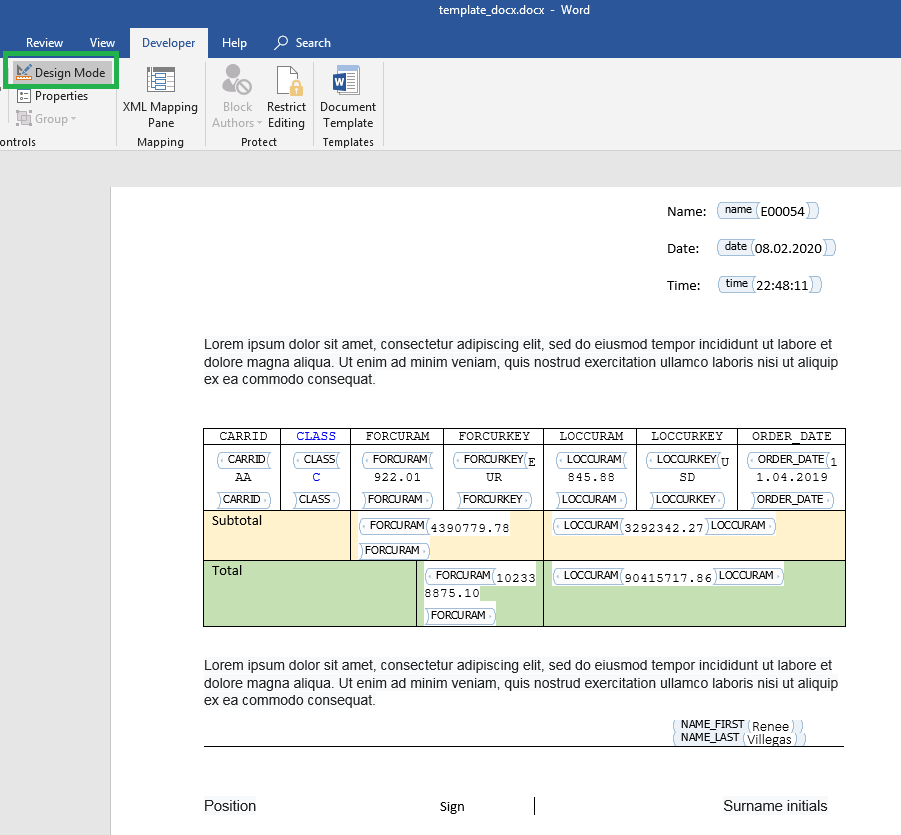 template_docx.docx - Word
Review View Developer Help Search
Design Mode
Properties
Group
ontrols
XML Mapping
Pane
Mapping
Block
Authors
Restrict
Editing
Protect
Document
Template
Templates
Name: name E00054
Date: date 08.02.2020
Time: time 22:48:11
Lorem ipsum dolor sit amet, consectetur adipiscing elit, sed do eiusmod tempor incididunt ut labore et
dolore magna aliqua. Ut enim ad minim veniam, quis nostrud exercitation ullamco laboris nisi ut aliquip
ex ea commodo consequat.
CARRID CLASS FORCURAM FORCURKEY LOCCURAM LOCCURKEY ORDER_DATE
CARRID CLASS FORCURAM FORCURKEY E LOCCURAM LOCCURKEY U ORDER_DATE 1
AA C 922.01 UR 845.88 SD 1.04.2019
CARRID CLASS FORCURAM FORCURKEY LOCCURAM LOCCURKEY ORDER_DATE
Subtotal FORCURAM 4390779.78 LOCCURAM 3292342.27 LOCCURAM
FORCURAM
Total FORCURAM 10233 LOCCURAM 90415717.86 LOCCURAM
8875.10
FORCURAM
Lorem ipsum dolor sit amet, consectetur adipiscing elit, sed do eiusmod tempor incididunt ut labore et
dolore magna aliqua. Ut enim ad minim veniam, quis nostrud exercitation ullamco laboris nisi ut aliquip
ex ea commodo consequat.
NAME_FIRST Renee
NAME_LAST Villegas
Position Sign Surname initials